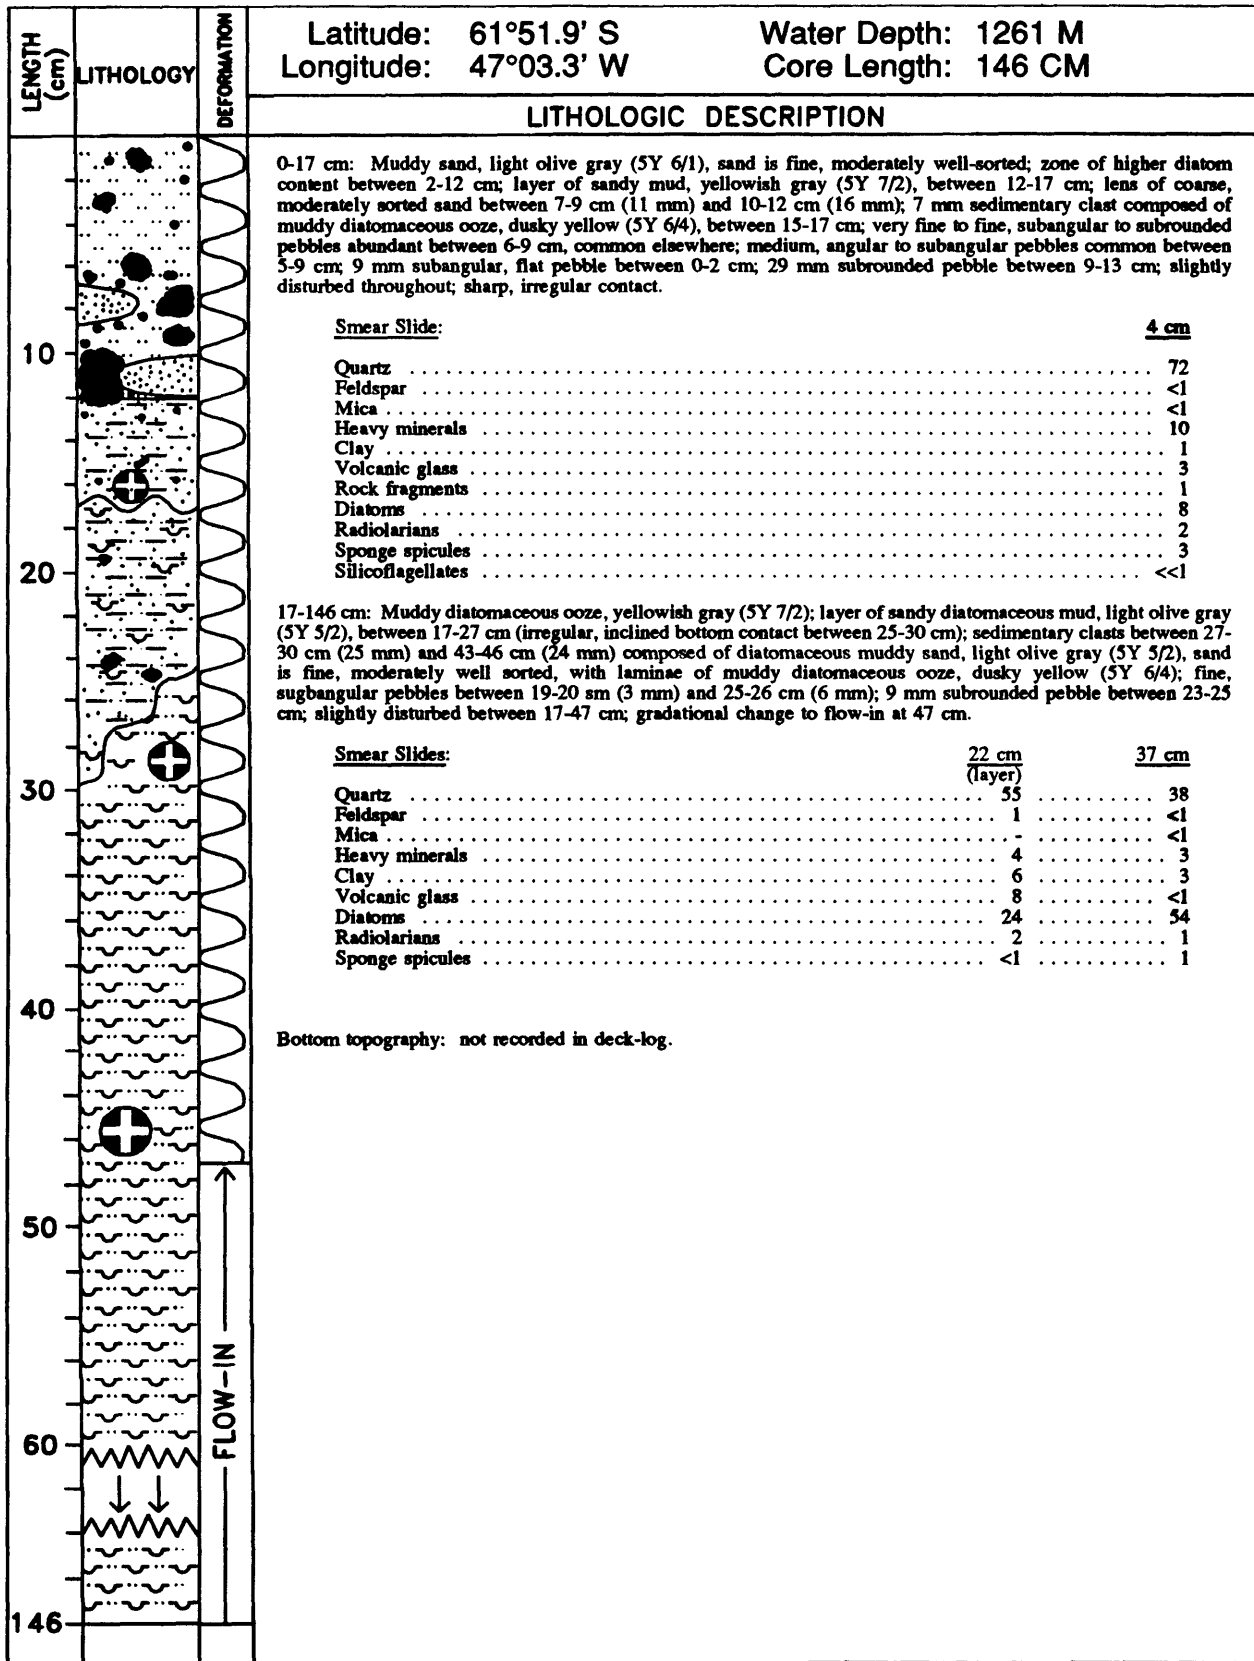 LENGTH (cm)
LITHOLOGY
DEFORMATION
Latitude: 61°51.9' S Water Depth: 1261 M
Longitude: 47°03.3' W Core Length: 146 CM
LITHOLOGIC DESCRIPTION
0-17 cm: Muddy sand, light olive gray (5Y 6/1), sand is fine, moderately well-sorted; zone of higher diatom
content between 2-12 cm; layer of sandy mud, yellowish gray (5Y 7/2), between 12-17 cm; lens of coarse,
moderately sorted sand between 7-9 cm (11 mm) and 10-12 cm (16 mm); 7 mm sedimentary clast composed of
muddy diatomaceous ooze, dusky yellow (5Y 6/4), between 15-17 cm; very fine to fine, subangular to subrounded
pebbles abundant between 6-9 cm, common elsewhere; medium, angular to subangular pebbles common between
5-9 cm; 9 mm subangular, flat pebble between 0-2 cm; 29 mm subrounded pebble between 9-13 cm; slightly
disturbed throughout; sharp, irregular contact.
Smear Slide: 4 cm
Quartz 72
Feldspar <1
Mica <1
Heavy minerals 10
Clay 1
Volcanic glass 3
Rock fragments 1
Diatoms 8
Radiolarians 2
Sponge spicules 3
Silicoflagellates <<1
17-146 cm: Muddy diatomaceous ooze, yellowish gray (5Y 7/2); layer of sandy diatomaceous mud, light olive gray
(5Y 5/2), between 17-27 cm (irregular, inclined bottom contact between 25-30 cm); sedimentary clasts between 27-
30 cm (25 mm) and 43-46 cm (24 mm) composed of diatomaceous muddy sand, light olive gray (5Y 5/2), sand
is fine, moderately well sorted, with laminae of muddy diatomaceous ooze, dusky yellow (5Y 6/4); fine,
sugbangular pebbles between 19-20 sm (3 mm) and 25-26 cm (6 mm); 9 mm subrounded pebble between 23-25
cm; slightly disturbed between 17-47 cm; gradational change to flow-in at 47 cm.
Smear Slides: 22 cm 37 cm
(layer)
Quartz 55 38
Feldspar 1 <1
Mica - <1
Heavy minerals 4 3
Clay 6 3
Volcanic glass 8 <1
Diatoms 24 54
Radiolarians 2 1
Sponge spicules <1 1
Bottom topography: not recorded in deck-log.
10
20
30
40
50
60
146
FLOW-IN